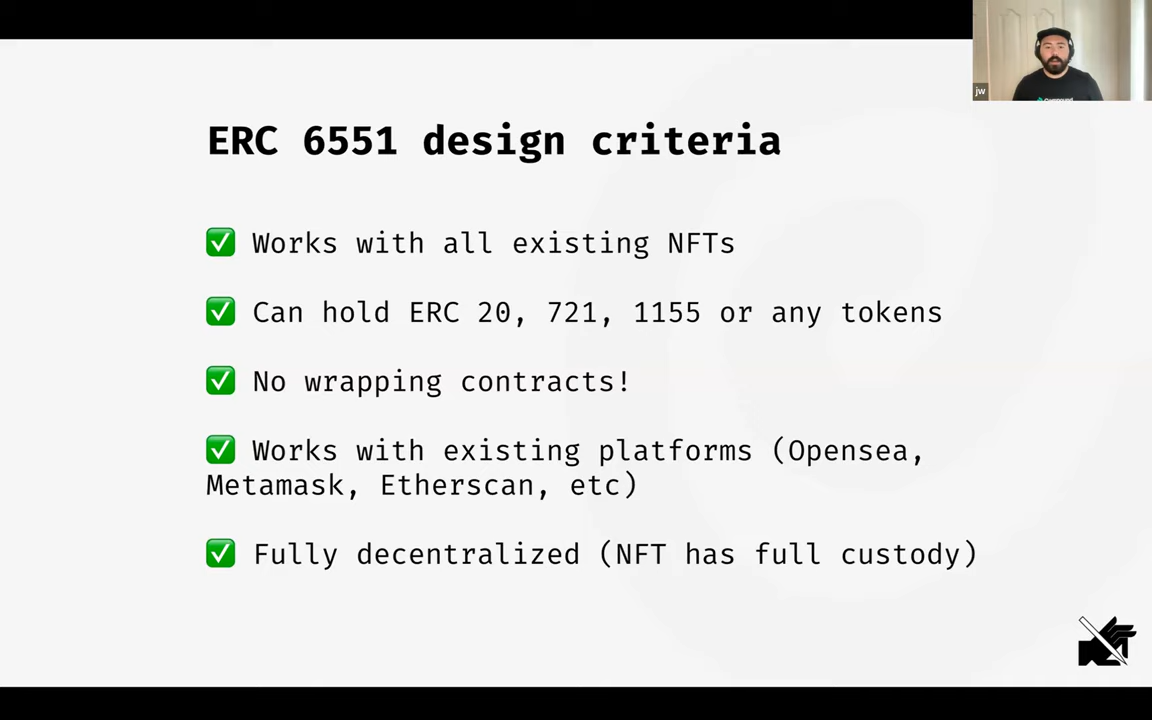 jw
ERC 6551 design criteria
✅ Works with all existing NFTs
✅ Can hold ERC 20, 721, 1155 or any tokens
✅ No wrapping contracts!
✅ Works with existing platforms (Opensea,
Metamask, Etherscan, etc)
✅ Fully decentralized (NFT has full custody)